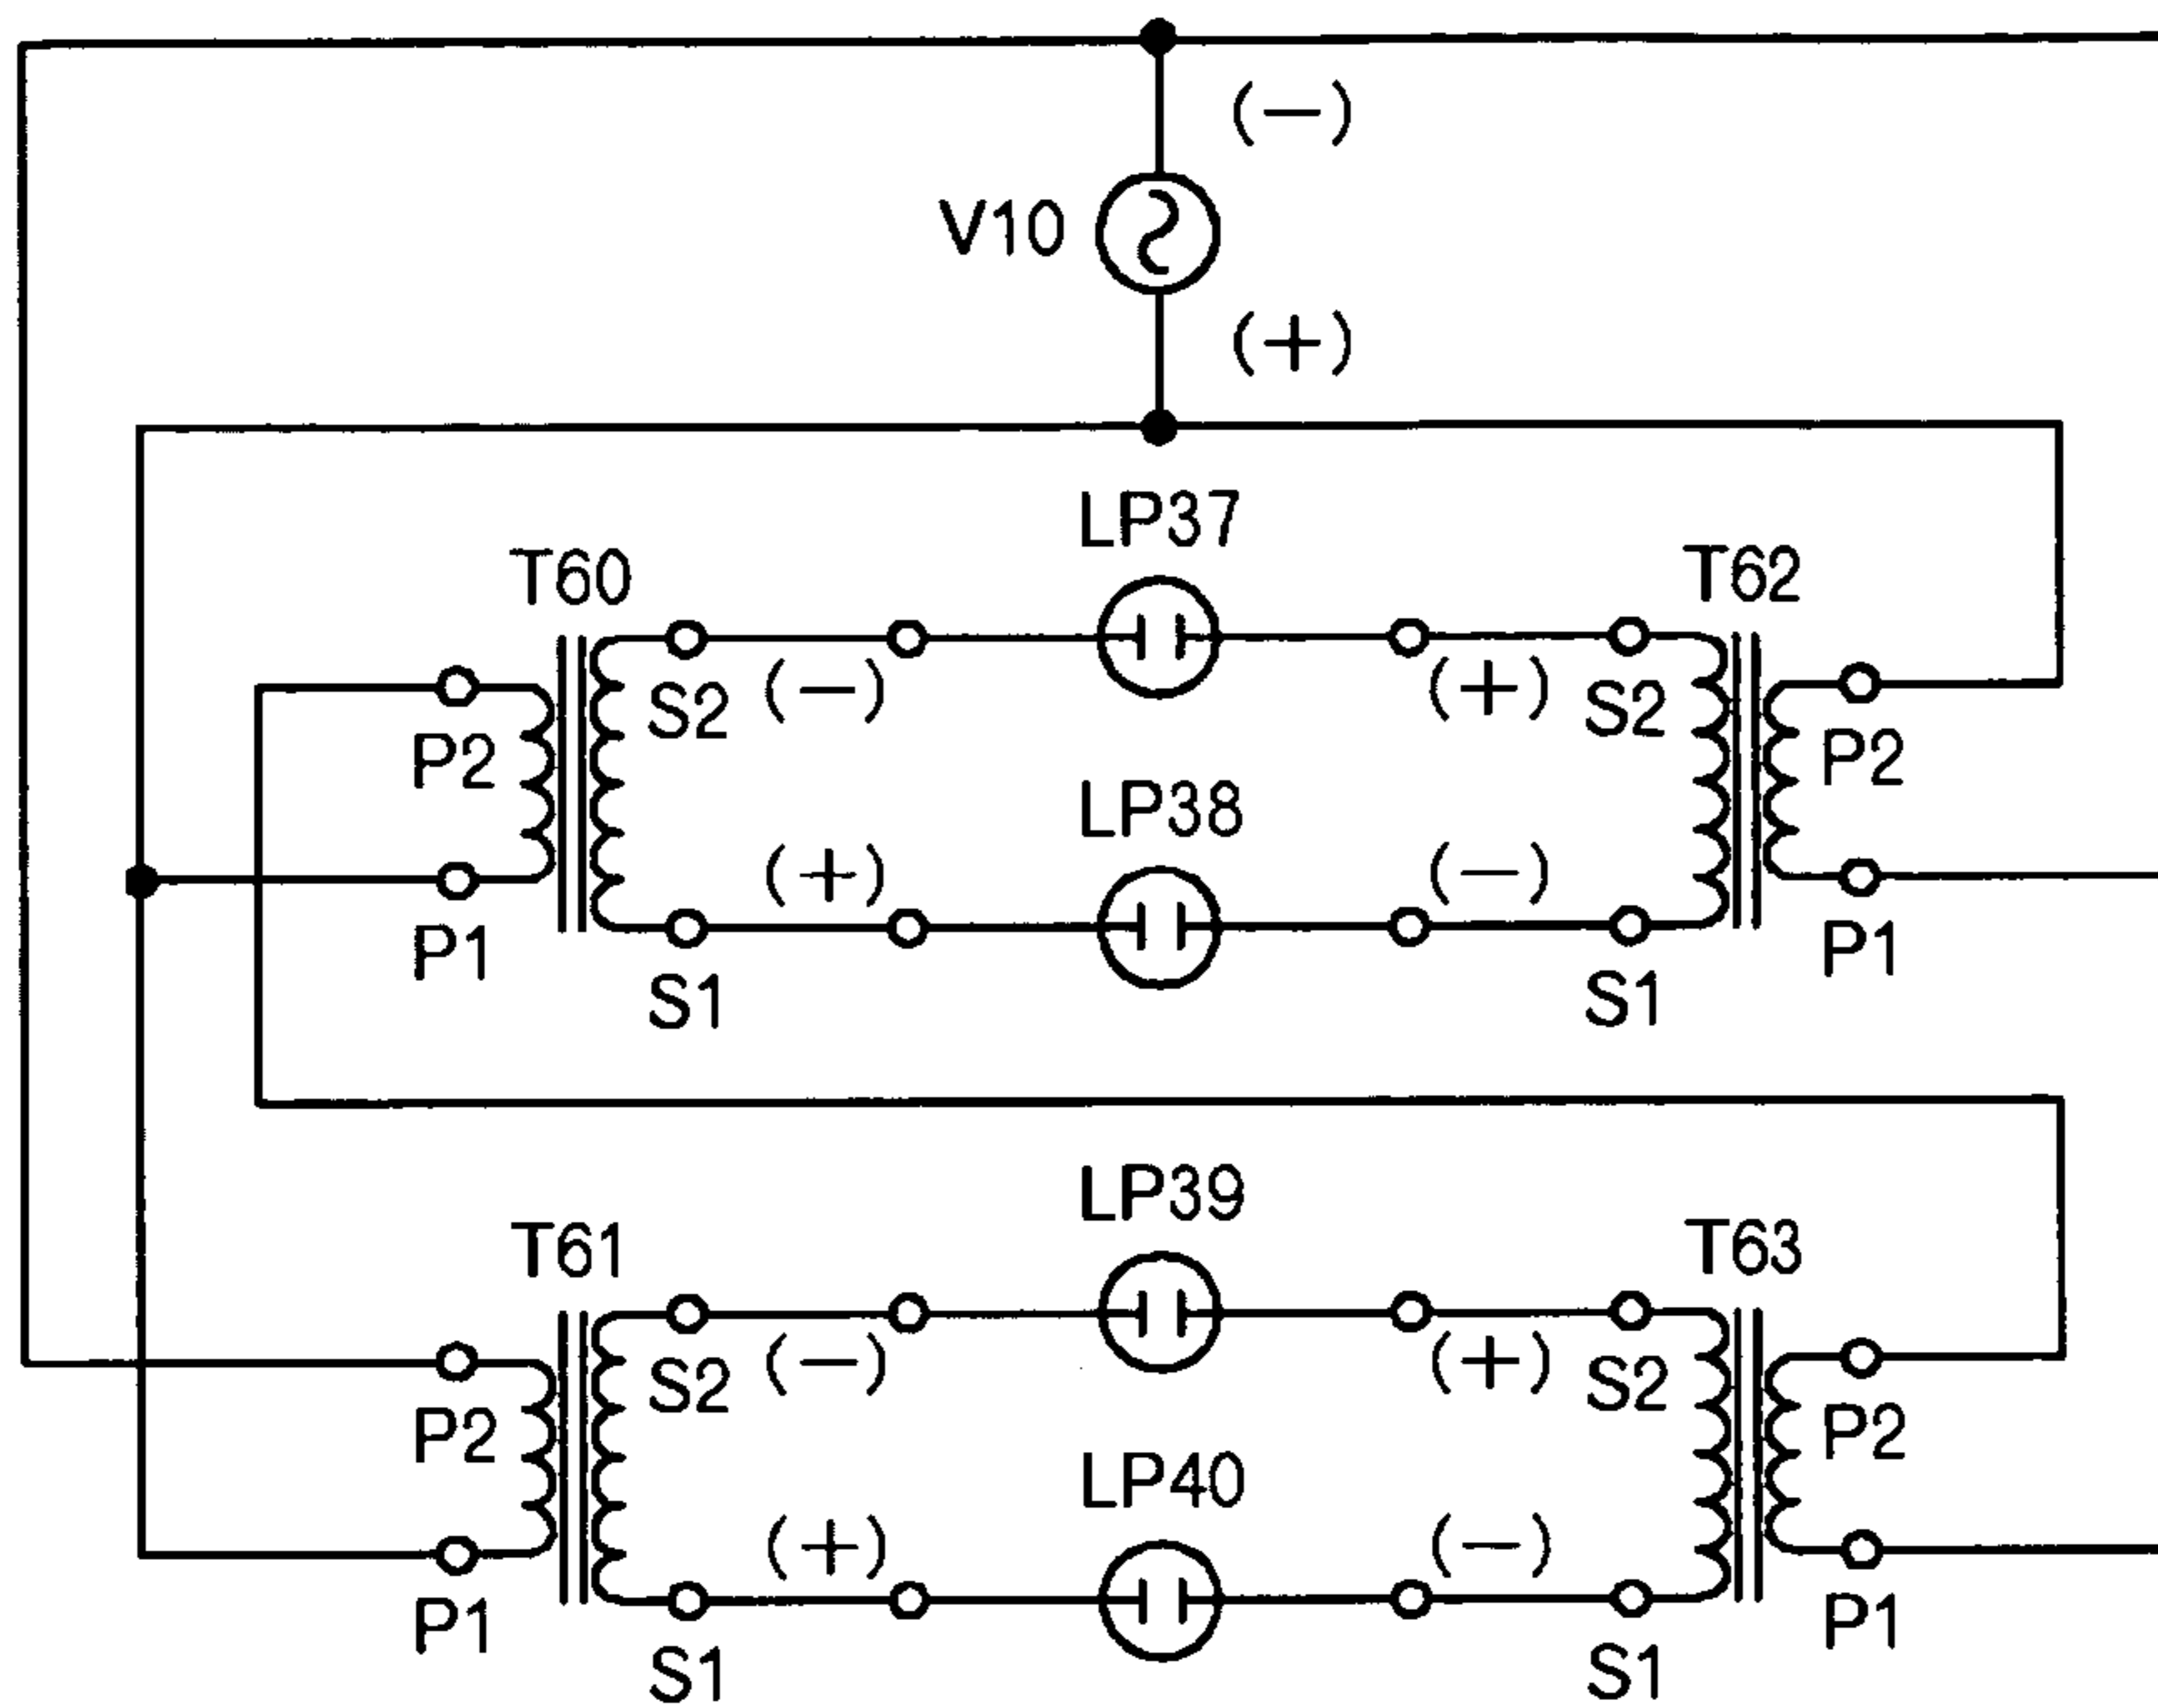 (−)
V10
(+)
LP37
T60 T62
S2 (−) (+) S2
P2 P2
LP38
(+) (−)
P1 P1
S1 S1
LP39
T61 T63
S2 (−) (+) S2
P2 P2
LP40
(+) (−)
P1 P1
S1 S1